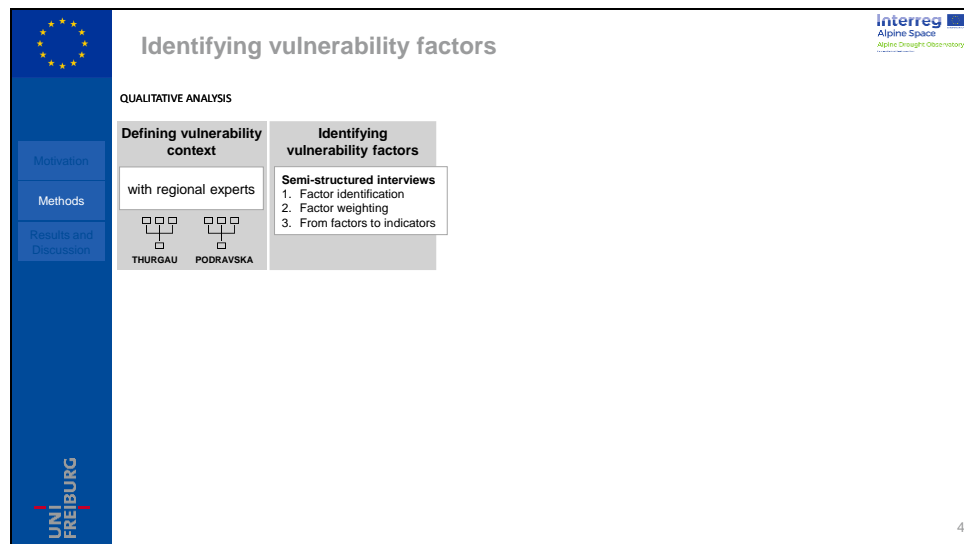 Identifying vulnerability factors
Interreg
Alpine Space
Alpine Drought Observatory
QUALITATIVE ANALYSIS
Defining vulnerability
context
with regional experts
THURGAU PODRAVSKA
Identifying
vulnerability factors
Semi-structured interviews
1. Factor identification
2. Factor weighting
3. From factors to indicators
Motivation
Methods
Results and
Discussion
UNI
FREIBURG
4